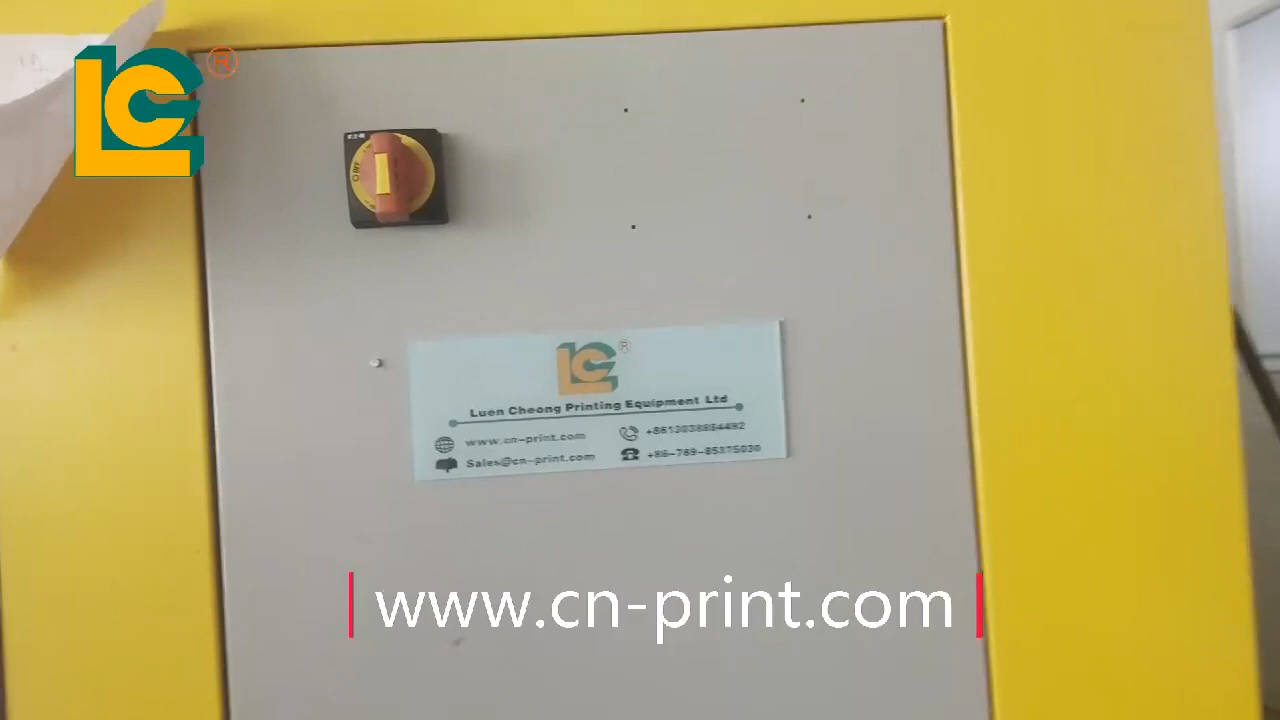 LC
®
OFF
LC ®
Luen Cheong Printing Equipment Ltd
www.cn-print.com
+8613038884492
Sales@cn-print.com
+86-769-85375030
www.cn-print.com